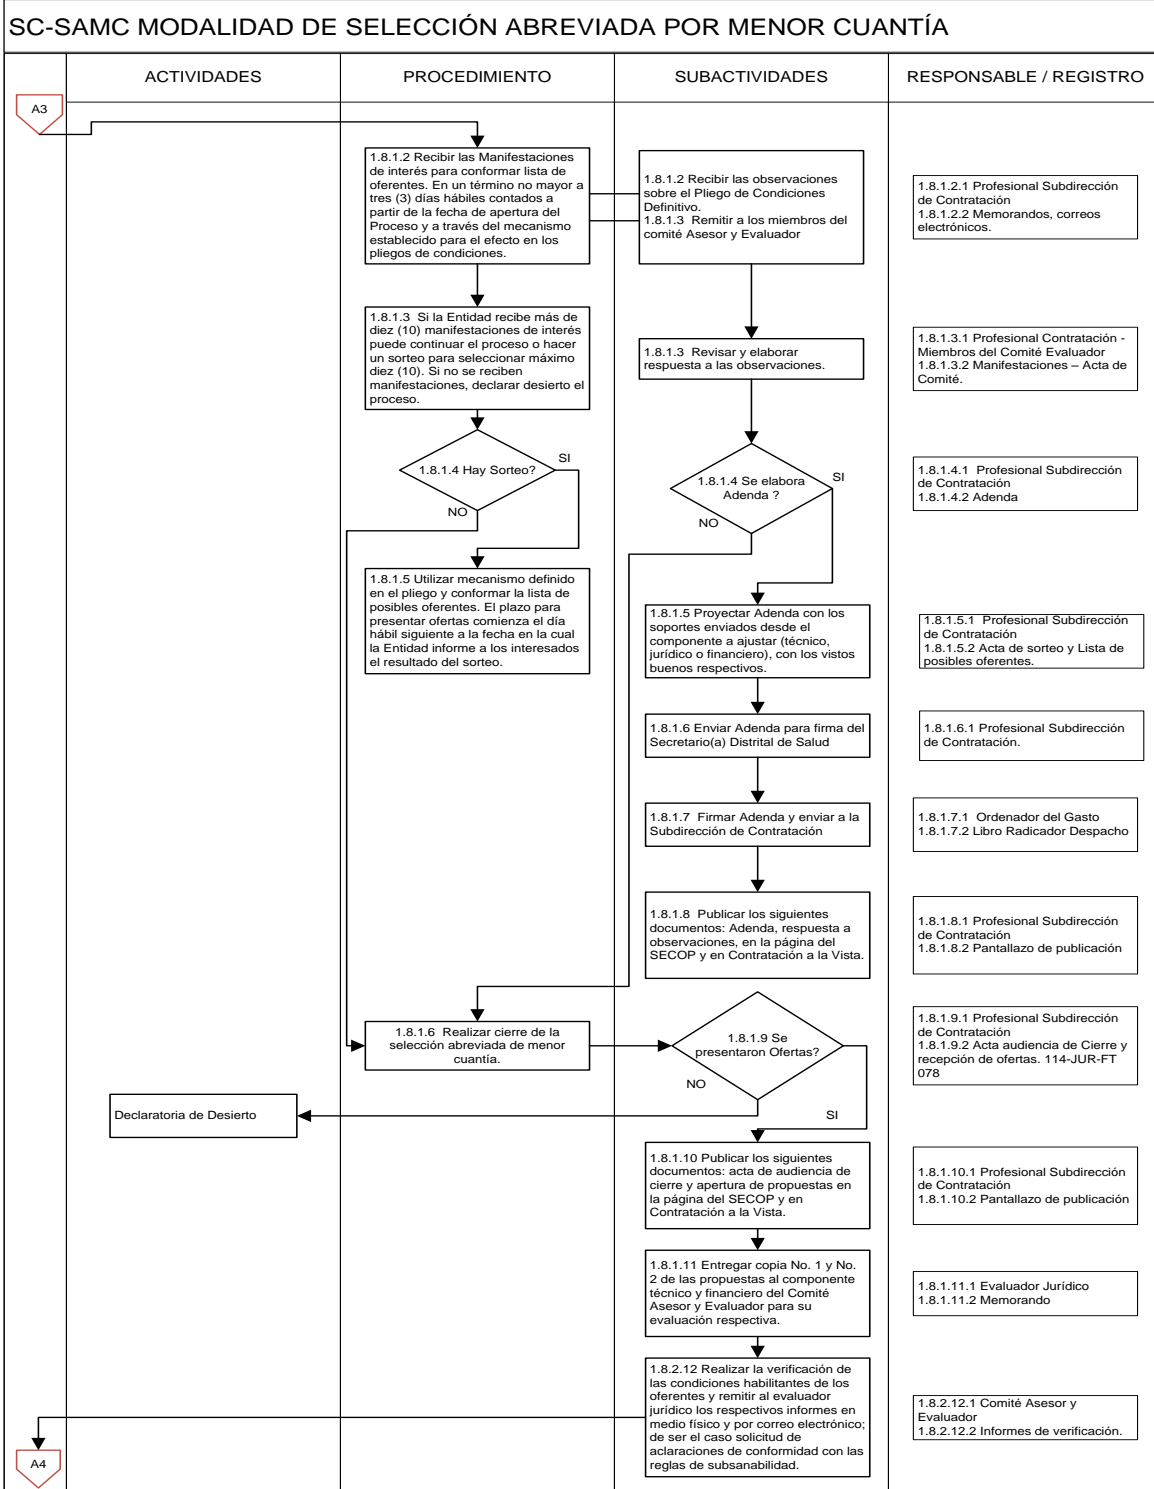 SC-SAMC MODALIDAD DE SELECCIÓN ABREVIADA POR MENOR CUANTÍA
ACTIVIDADES
PROCEDIMIENTO
SUBACTIVIDADES
RESPONSABLE / REGISTRO
A3
1.8.1.2 Recibir las Manifestaciones
de interés para conformar lista de
oferentes. En un término no mayor a
tres (3) días hábiles contados a
partir de la fecha de apertura del
Proceso y a través del mecanismo
establecido para el efecto en los
pliegos de condiciones.
1.8.1.2 Recibir las observaciones
sobre el Pliego de Condiciones
Definitivo.
1.8.1.3  Remitir a los miembros del
comité Asesor y Evaluador
1.8.1.2.1 Profesional Subdirección
de Contratación
1.8.1.2.2 Memorandos, correos
electrónicos.
1.8.1.3  Si la Entidad recibe más de
diez (10) manifestaciones de interés
puede continuar el proceso o hacer
un sorteo para seleccionar máximo
diez (10). Si no se reciben
manifestaciones, declarar desierto el
proceso.
1.8.1.3  Revisar y elaborar
respuesta a las observaciones.
1.8.1.3.1 Profesional Contratación -
Miembros del Comité Evaluador
1.8.1.3.2 Manifestaciones – Acta de
Comité.
1.8.1.4 Hay Sorteo?
SI
NO
1.8.1.4 Se elabora
Adenda ?
SI
NO
1.8.1.4.1  Profesional Subdirección
de Contratación
1.8.1.4.2 Adenda
1.8.1.5 Utilizar mecanismo definido
en el pliego y conformar la lista de
posibles oferentes. El plazo para
presentar ofertas comienza el día
hábil siguiente a la fecha en la cual
la Entidad informe a los interesados
el resultado del sorteo.
1.8.1.5 Proyectar Adenda con los
soportes enviados desde el
componente a ajustar (técnico,
jurídico o financiero), con los vistos
buenos respectivos.
1.8.1.5.1  Profesional Subdirección
de Contratación
1.8.1.5.2 Acta de sorteo y Lista de
posibles oferentes.
1.8.1.6 Enviar Adenda para firma del
Secretario(a) Distrital de Salud
1.8.1.6.1 Profesional Subdirección
de Contratación.
1.8.1.7  Firmar Adenda y enviar a la
Subdirección de Contratación
1.8.1.7.1  Ordenador del Gasto
1.8.1.7.2 Libro Radicador Despacho
1.8.1.8  Publicar los siguientes
documentos: Adenda, respuesta a
observaciones, en la página del
SECOP y en Contratación a la Vista.
1.8.1.8.1 Profesional Subdirección
de Contratación
1.8.1.8.2 Pantallazo de publicación
1.8.1.6  Realizar cierre de la
selección abreviada de menor
cuantía.
1.8.1.9 Se
presentaron Ofertas?
NO
SI
1.8.1.9.1 Profesional Subdirección
de Contratación
1.8.1.9.2 Acta audiencia de Cierre y
recepción de ofertas. 114-JUR-FT
078
Declaratoria de Desierto
1.8.1.10 Publicar los siguientes
documentos: acta de audiencia de
cierre y apertura de propuestas en
la página del SECOP y en
Contratación a la Vista.
1.8.1.10.1 Profesional Subdirección
de Contratación
1.8.1.10.2 Pantallazo de publicación
1.8.1.11 Entregar copia No. 1 y No.
2 de las propuestas al componente
técnico y financiero del Comité
Asesor y Evaluador para su
evaluación respectiva.
1.8.1.11.1 Evaluador Jurídico
1.8.1.11.2 Memorando
1.8.2.12 Realizar la verificación de
las condiciones habilitantes de los
oferentes y remitir al evaluador
jurídico los respectivos informes en
medio físico y por correo electrónico;
de ser el caso solicitud de
aclaraciones de conformidad con las
reglas de subsanabilidad.
1.8.2.12.1 Comité Asesor y
Evaluador
1.8.2.12.2 Informes de verificación.
A4